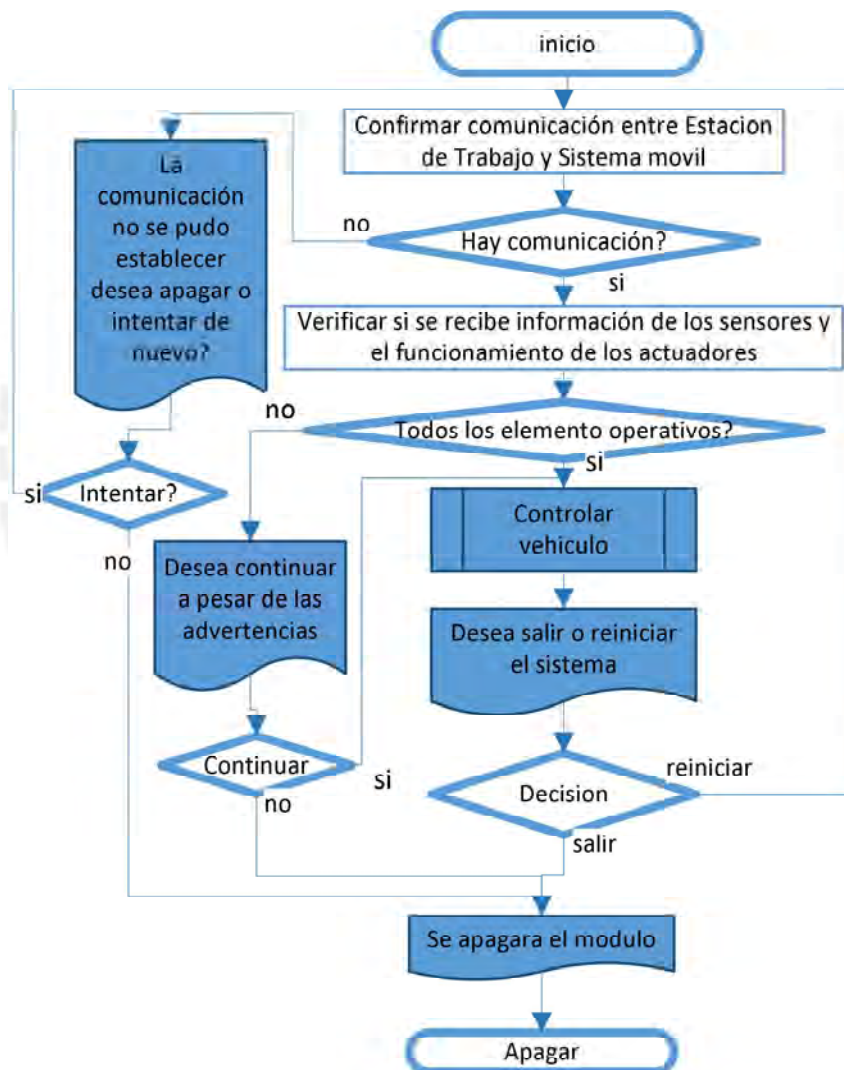 inicio
Confirmar comunicación entre Estacion
de Trabajo y Sistema movil
no
Hay comunicación?
si
La
comunicación
no se pudo
establecer
desea apagar o
intentar de
nuevo?
Verificar si se recibe información de los sensores y
el funcionamiento de los actuadores
no
Todos los elemento operativos?
si
si
Intentar?
no
Controlar
vehiculo
Desea continuar
a pesar de las
advertencias
Desea salir o reiniciar
el sistema
Continuar
si
no
Decision
reiniciar
salir
Se apagara el modulo
Apagar